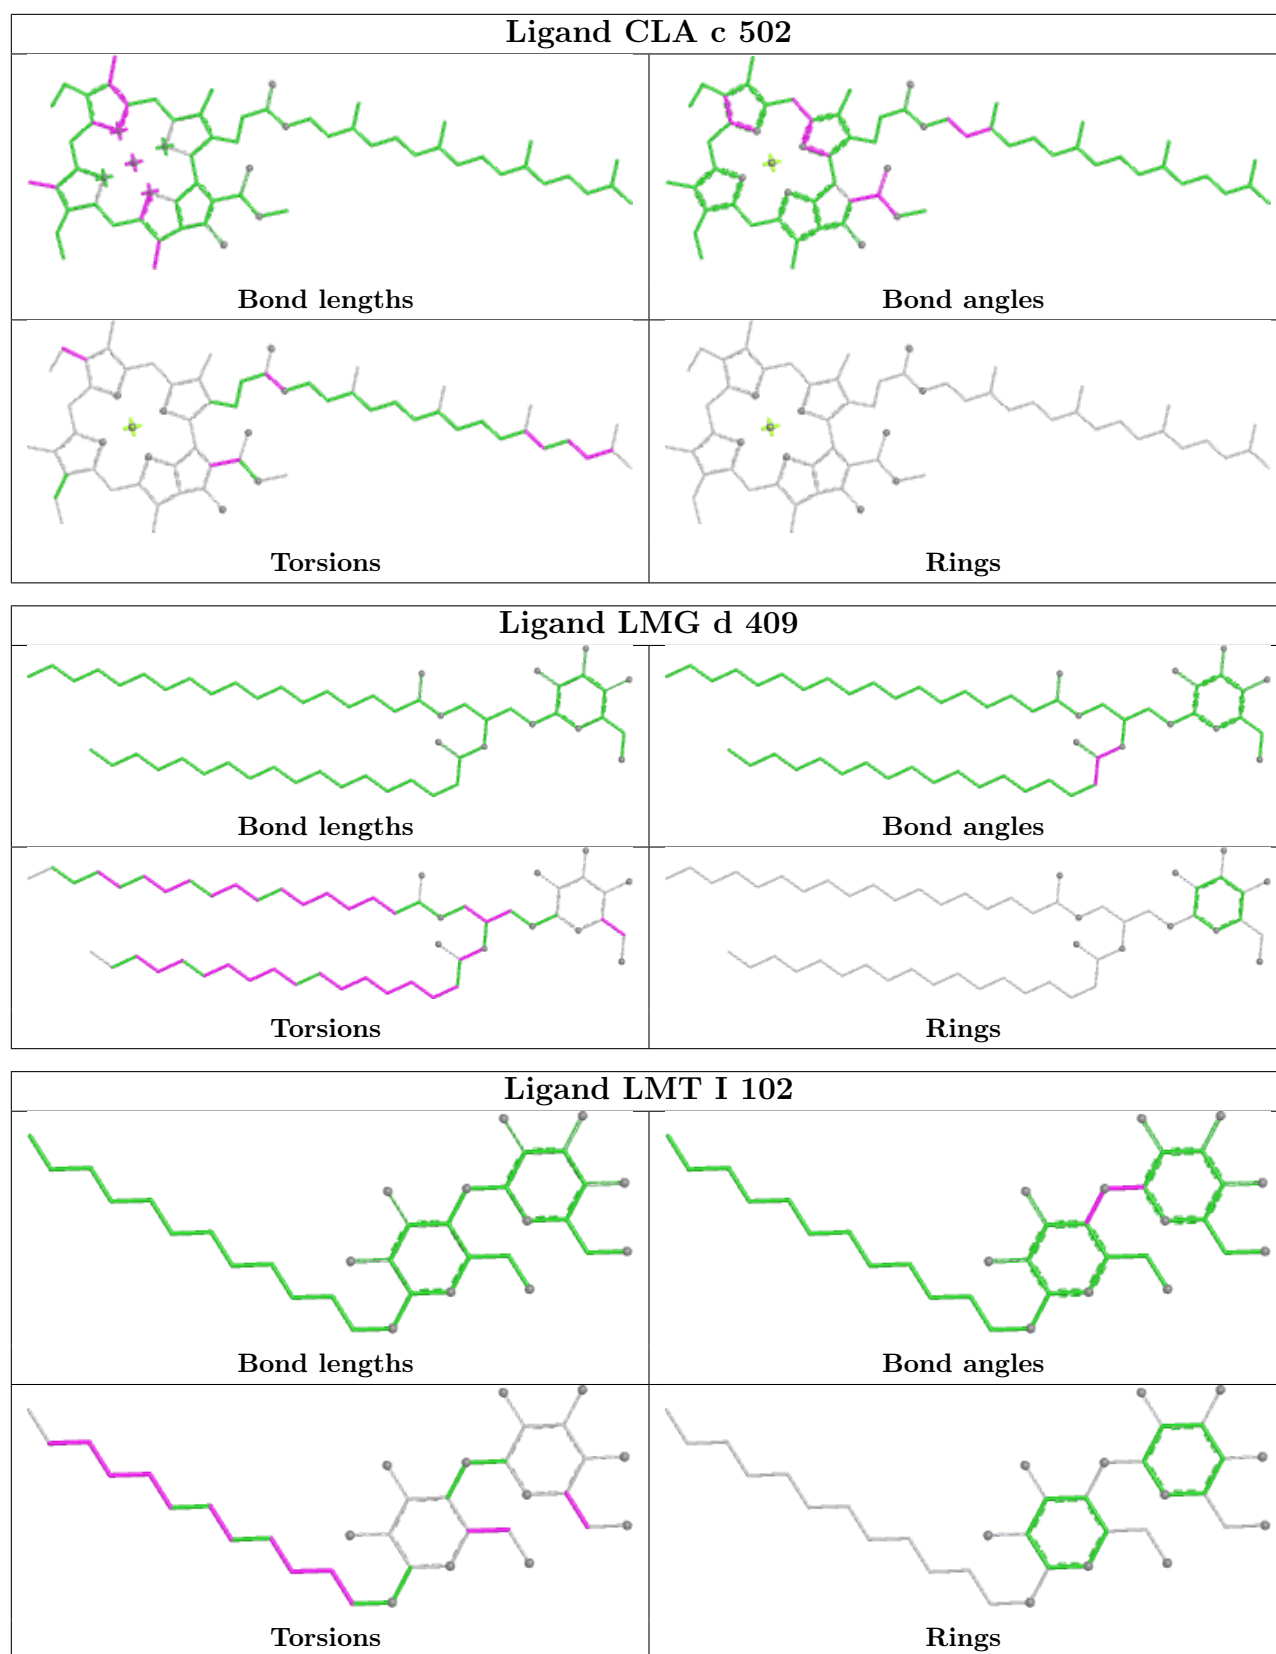 Ligand CLA c 502
Bond lengths
Bond angles
Torsions
Rings
Ligand LMG d 409
Bond lengths
Bond angles
Torsions
Rings
Ligand LMT I 102
Bond lengths
Bond angles
Torsions
Rings